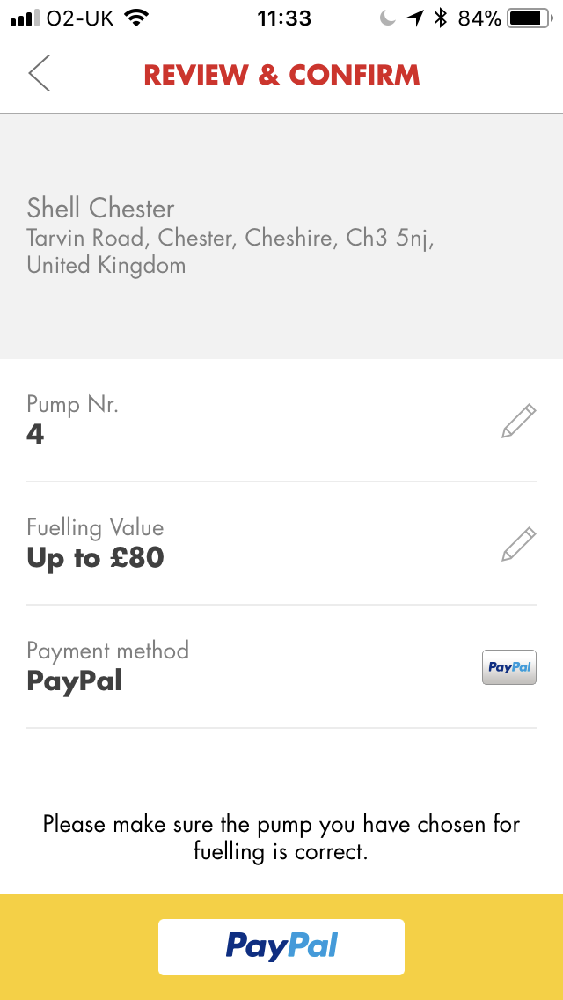 O2-UK 11:33 84%
REVIEW & CONFIRM
Shell Chester
Tarvin Road, Chester, Cheshire, Ch3 5nj,
United Kingdom
Pump Nr.
4
Fuelling Value
Up to £80
Payment method
PayPal
PayPal
Please make sure the pump you have chosen for
fuelling is correct.
PayPal